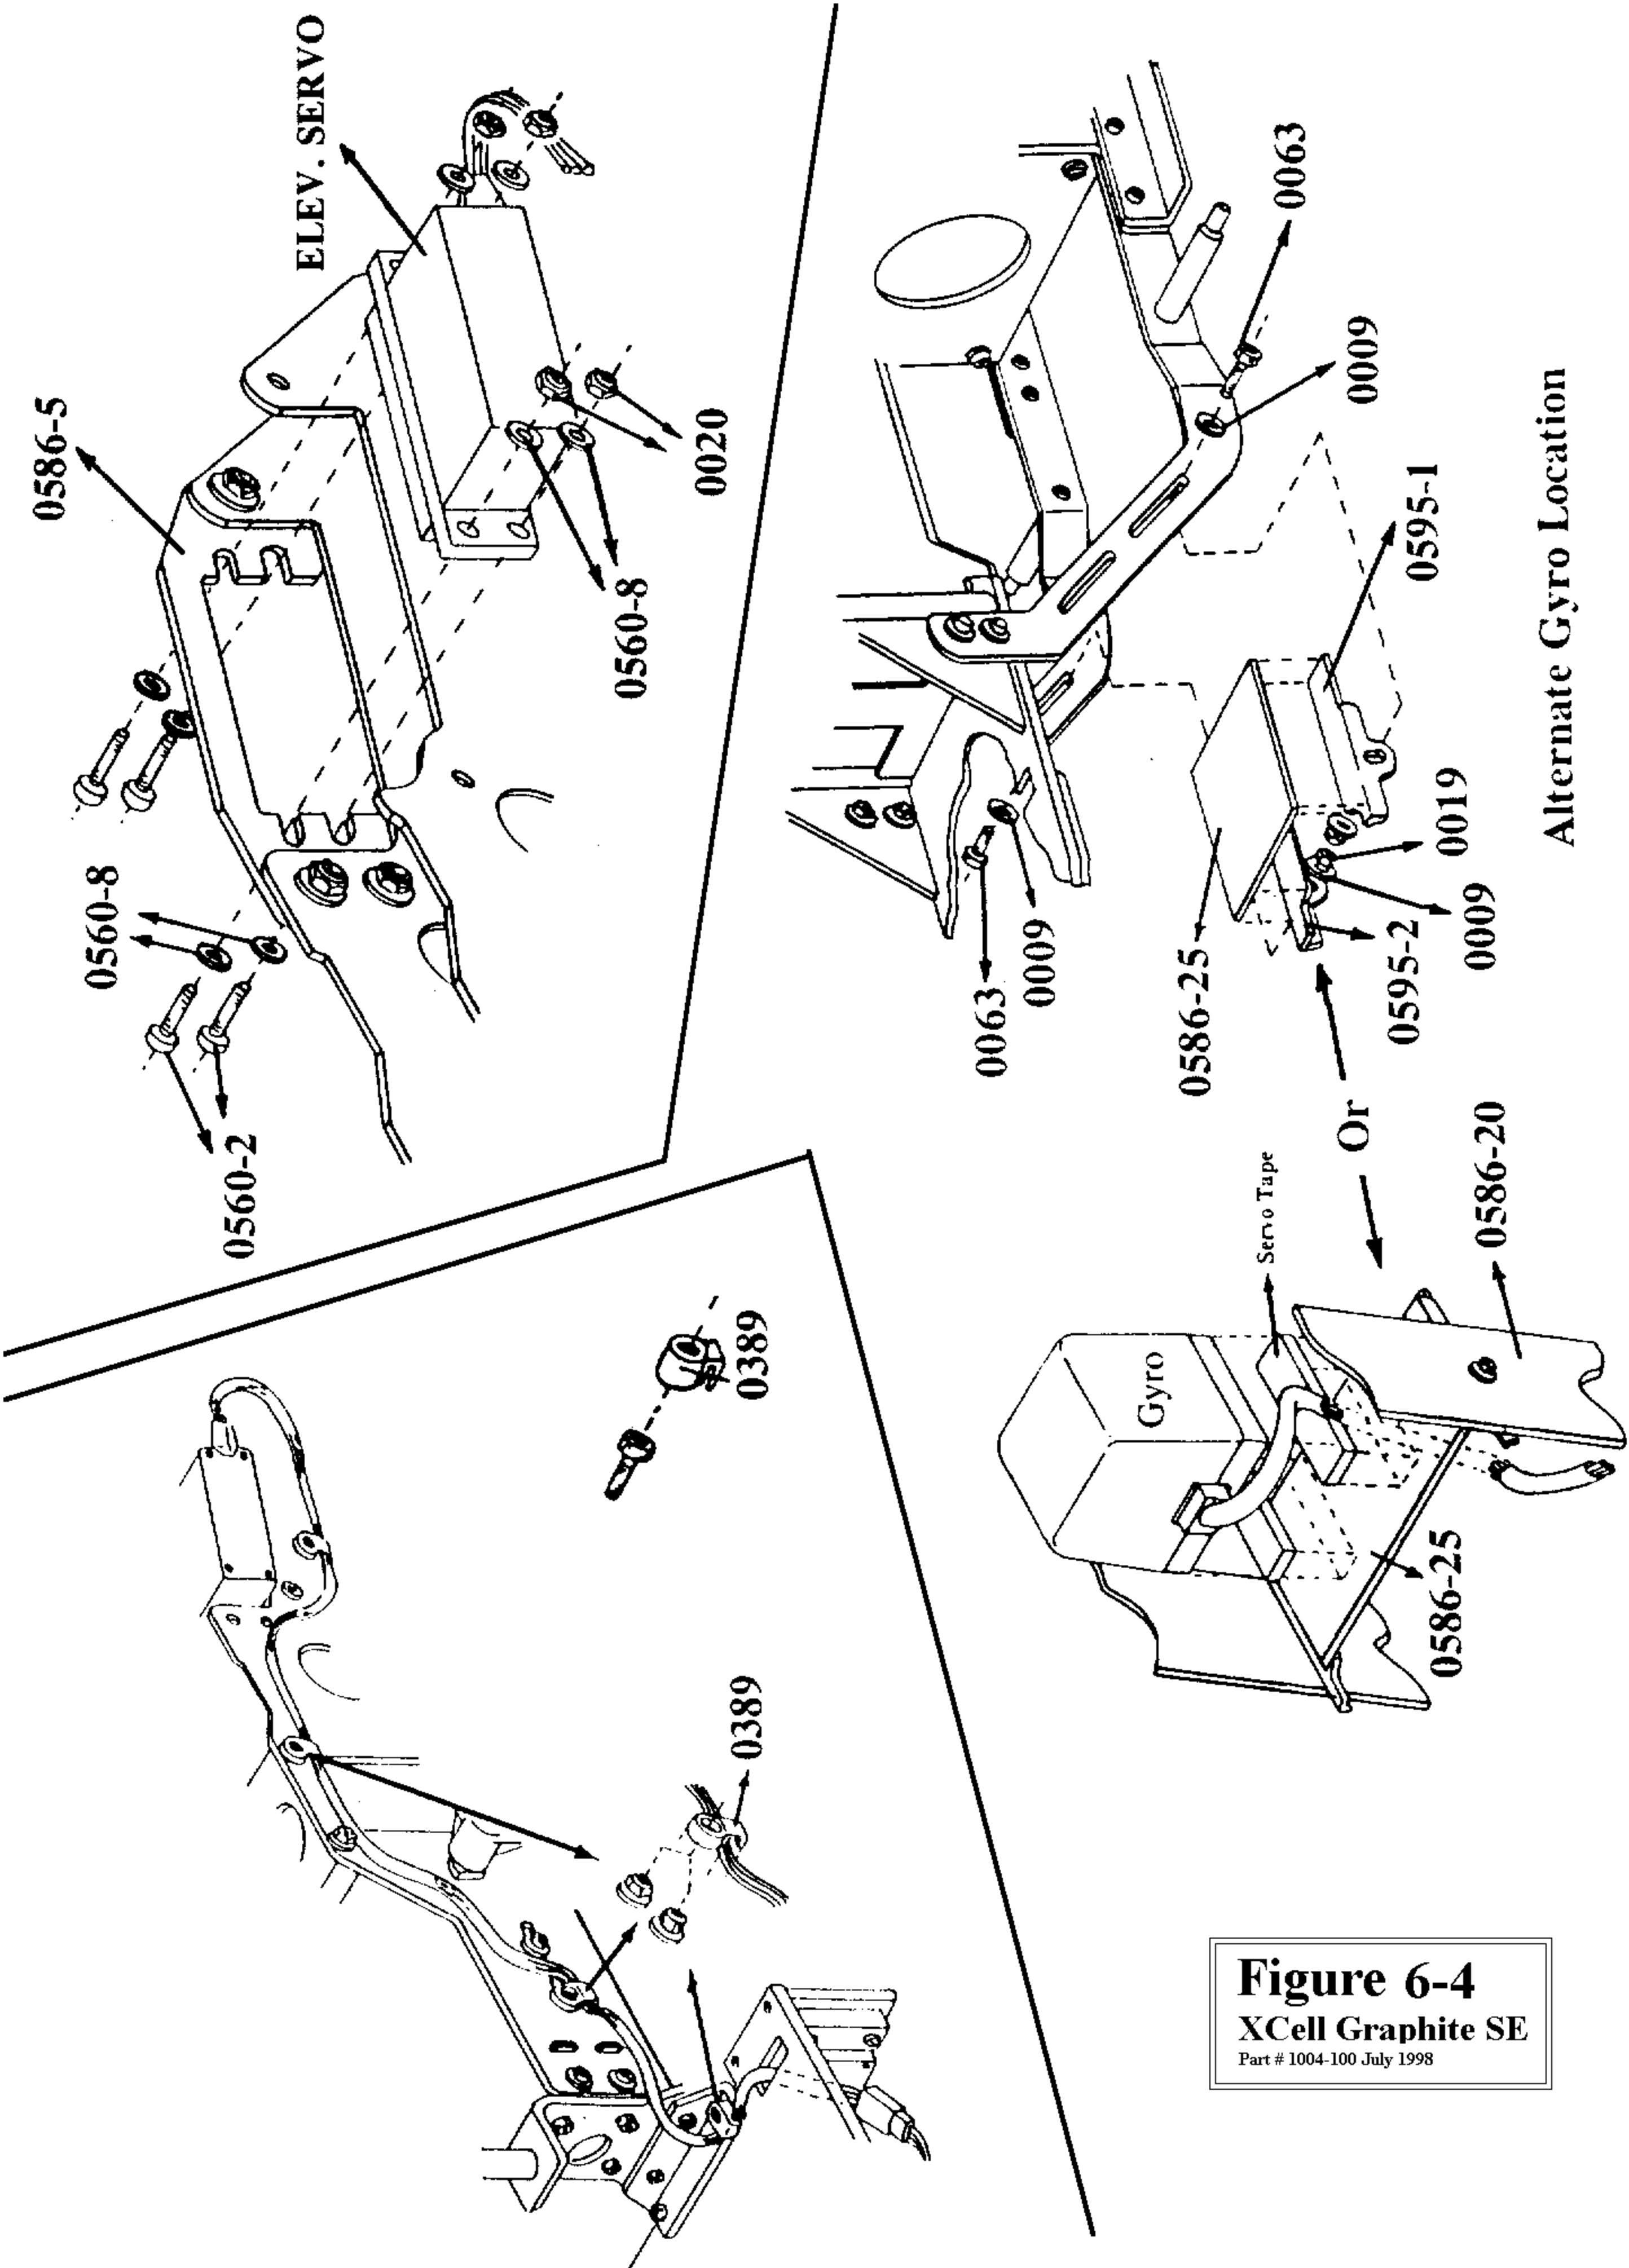 ELEV. SERVO
0586-5
0020
0560-8
0560-8
0560-2
0389
0389
0063
0009
Alternate Gyro Location
0595-1
0019
0009
0595-2
0063
0009
0586-25
Or
Servo Tape
Gyro
0586-20
0586-25
Figure 6-4
XCell Graphite SE
Part # 1004-100 July 1998